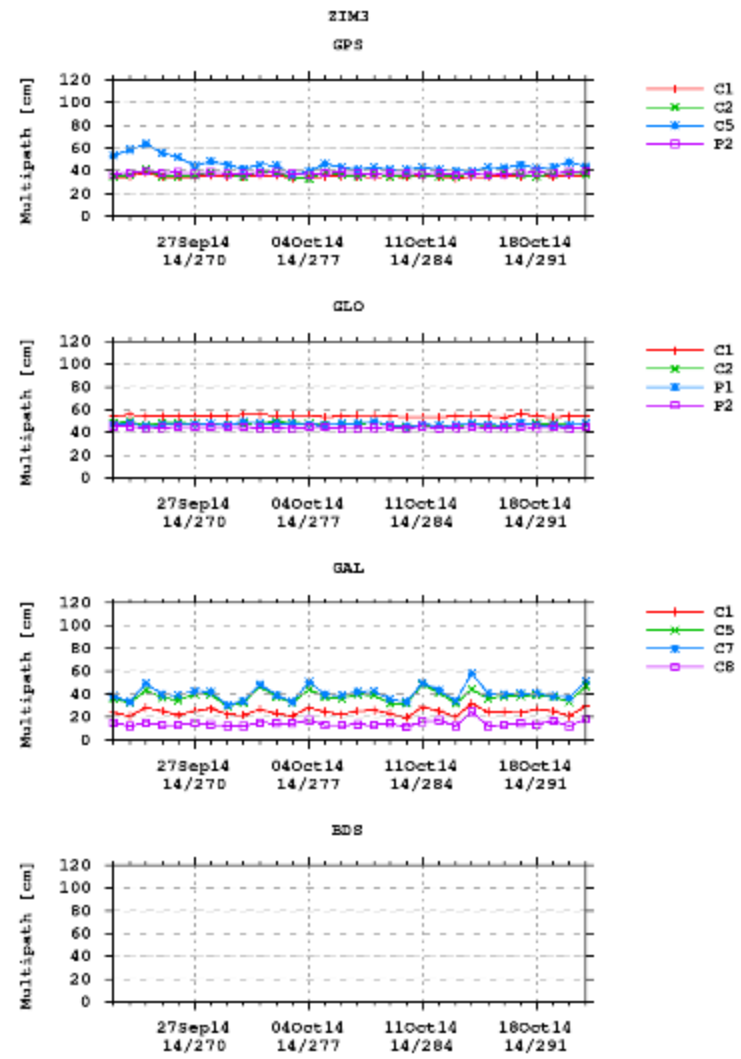 ZIM3
GPS
Multipath [cm]
120
100
80
60
40
20
0
27Sep14 04Oct14 11Oct14 18Oct14
14/270 14/277 14/284 14/291
C1
C2
C5
P2
GLO
Multipath [cm]
120
100
80
60
40
20
0
27Sep14 04Oct14 11Oct14 18Oct14
14/270 14/277 14/284 14/291
C1
C2
P1
P2
GAL
Multipath [cm]
120
100
80
60
40
20
0
27Sep14 04Oct14 11Oct14 18Oct14
14/270 14/277 14/284 14/291
C1
C5
C7
C8
BDS
Multipath [cm]
120
100
80
60
40
20
0
27Sep14 04Oct14 11Oct14 18Oct14
14/270 14/277 14/284 14/291